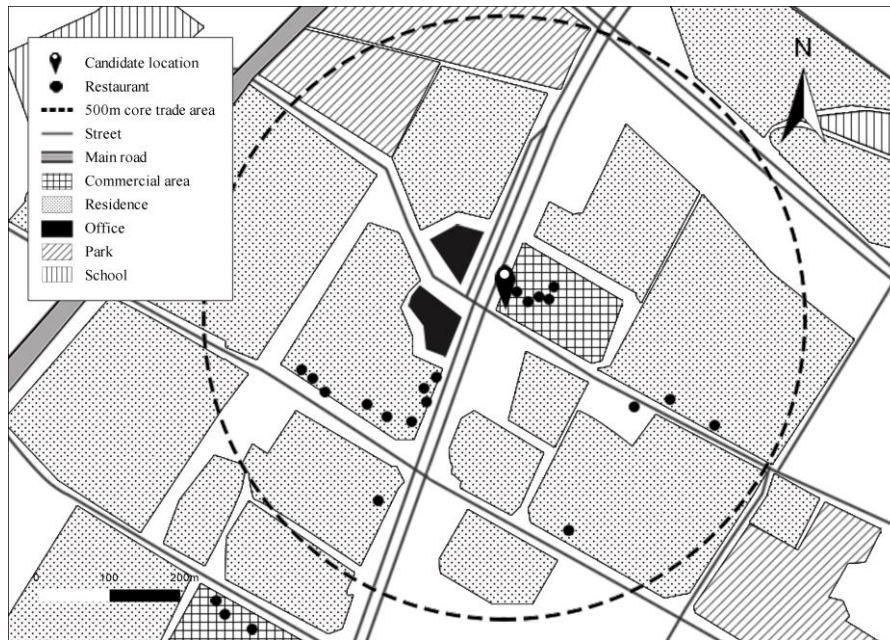 Candidate location
Restaurant
500m core trade area
Street
Main road
Commercial area
Residence
Office
Park
School
N
0 100 200m